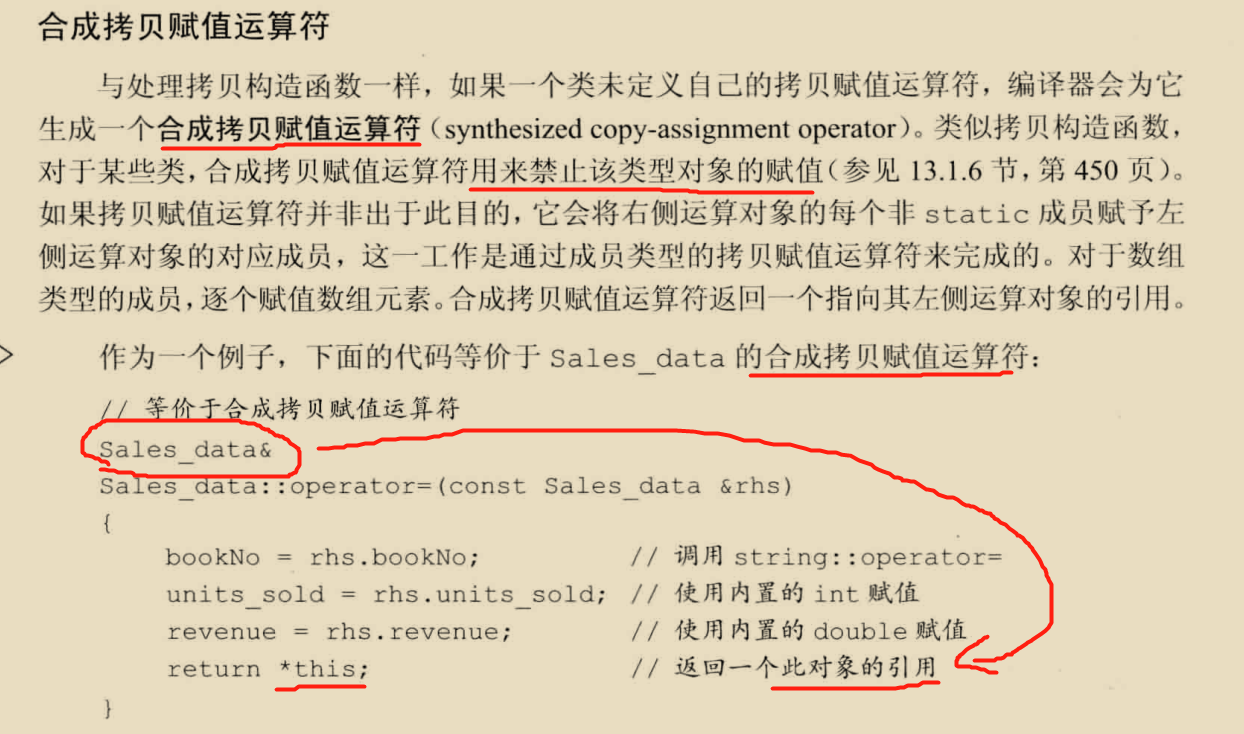 合成拷贝赋值运算符
与处理拷贝构造函数一样，如果一个类未定义自己的拷贝赋值运算符，编译器会为它
生成一个合成拷贝赋值运算符（synthesized copy-assignment operator）。类似拷贝构造函数，
对于某些类，合成拷贝赋值运算符用来禁止该类型对象的赋值（参见 13.1.6 节，第 450 页）。
如果拷贝赋值运算符并非出于此目的，它会将右侧运算对象的每个非 static 成员赋予左
侧运算对象的对应成员，这一工作是通过成员类型的拷贝赋值运算符来完成的。对于数组
类型的成员，逐个赋值数组元素。合成拷贝赋值运算符返回一个指向其左侧运算对象的引用。
作为一个例子，下面的代码等价于 Sales_data 的合成拷贝赋值运算符：
// 等价于合成拷贝赋值运算符
Sales_data&
Sales_data::operator=(const Sales_data &rhs)
{
bookNo = rhs.bookNo; // 调用 string::operator=
units_sold = rhs.units_sold; // 使用内置的 int 赋值
revenue = rhs.revenue; // 使用内置的 double 赋值
return *this; // 返回一个此对象的引用
}